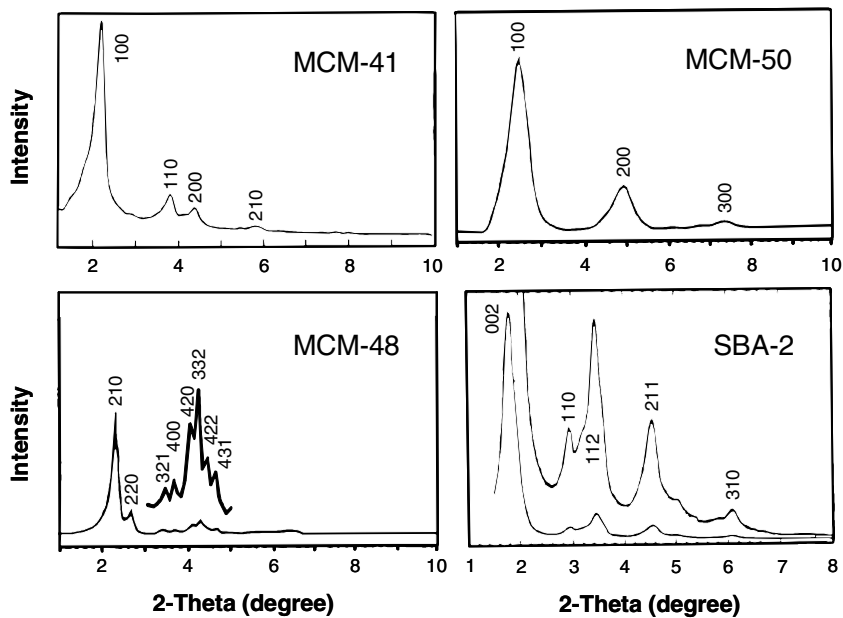 MCM-41
100
110
200
210
Intensity
2 4 6 8 10
MCM-50
100
200
300
2 4 6 8 10
MCM-48
210
220
321
400
420
332
422
431
Intensity
2 4 6 8 10
2-Theta (degree)
SBA-2
002
110
112
211
310
1 2 3 4 5 6 7 8
2-Theta (degree)